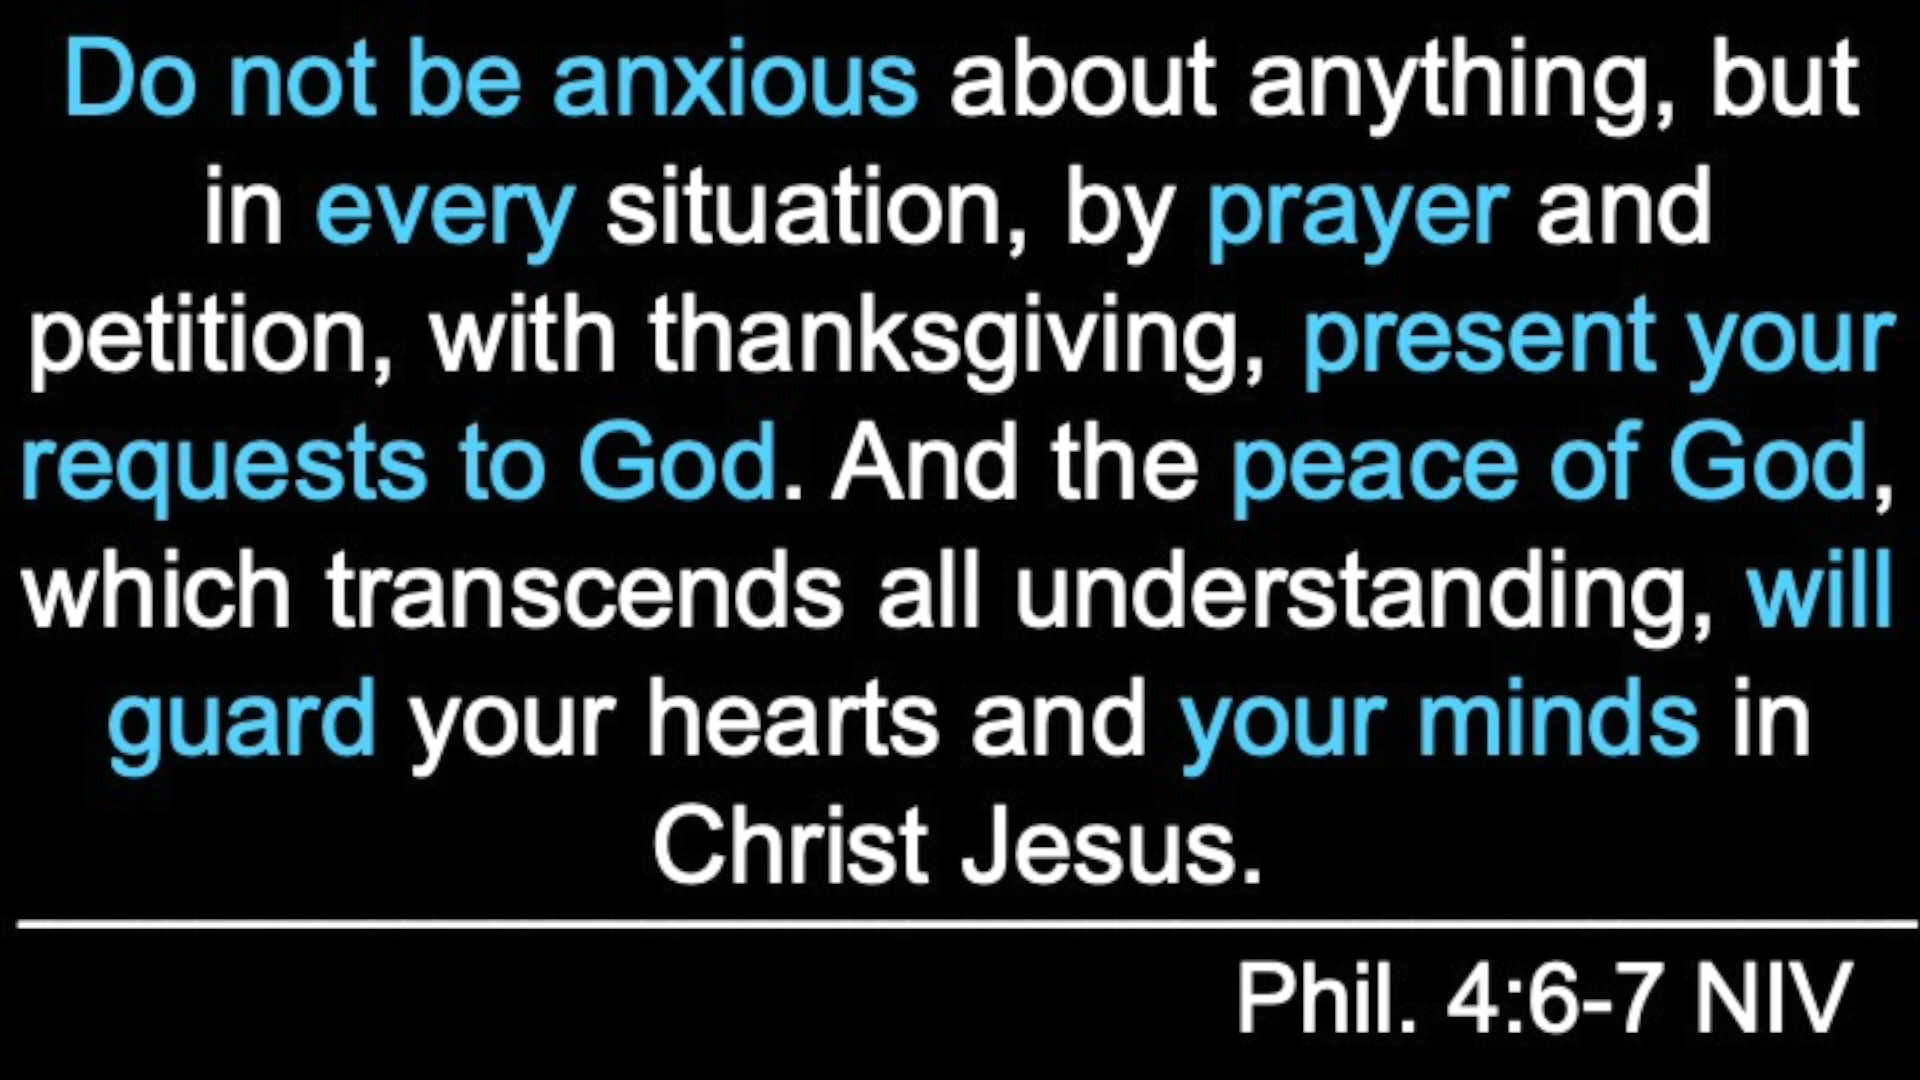 Do not be anxious about anything, but
in every situation, by prayer and
petition, with thanksgiving, present your
requests to God. And the peace of God,
which transcends all understanding, will
guard your hearts and your minds in
Christ Jesus.
Phil. 4:6-7 NIV